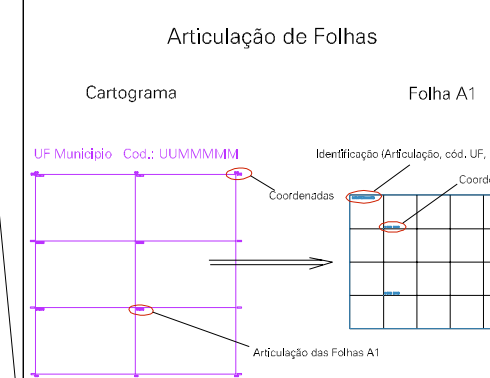 Articulação de Folhas
Cartograma
Folha A1
UF Municipio Cod.: UUMMMMM
Identificação (Articulação, cód. UF,
Coordenadas
Coord
Articulação das Folhas A1